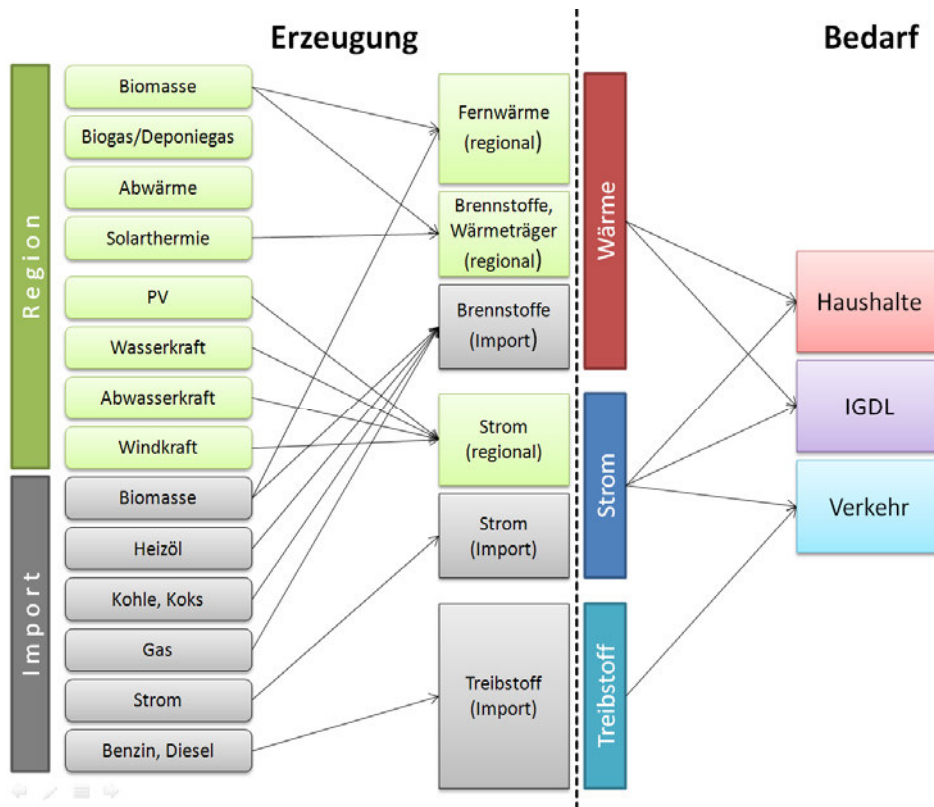 Erzeugung
Bedarf
Region
Biomasse
Biogas/Deponiegas
Abwärme
Solarthermie
PV
Wasserkraft
Abwasserkraft
Windkraft
Import
Biomasse
Heizöl
Kohle, Koks
Gas
Strom
Benzin, Diesel
Fernwärme
(regional)
Brennstoffe,
Wärmeträger
(regional)
Brennstoffe
(Import)
Strom
(regional)
Strom
(Import)
Treibstoff
(Import)
Wärme
Strom
Treibstoff
Haushalte
IGDL
Verkehr